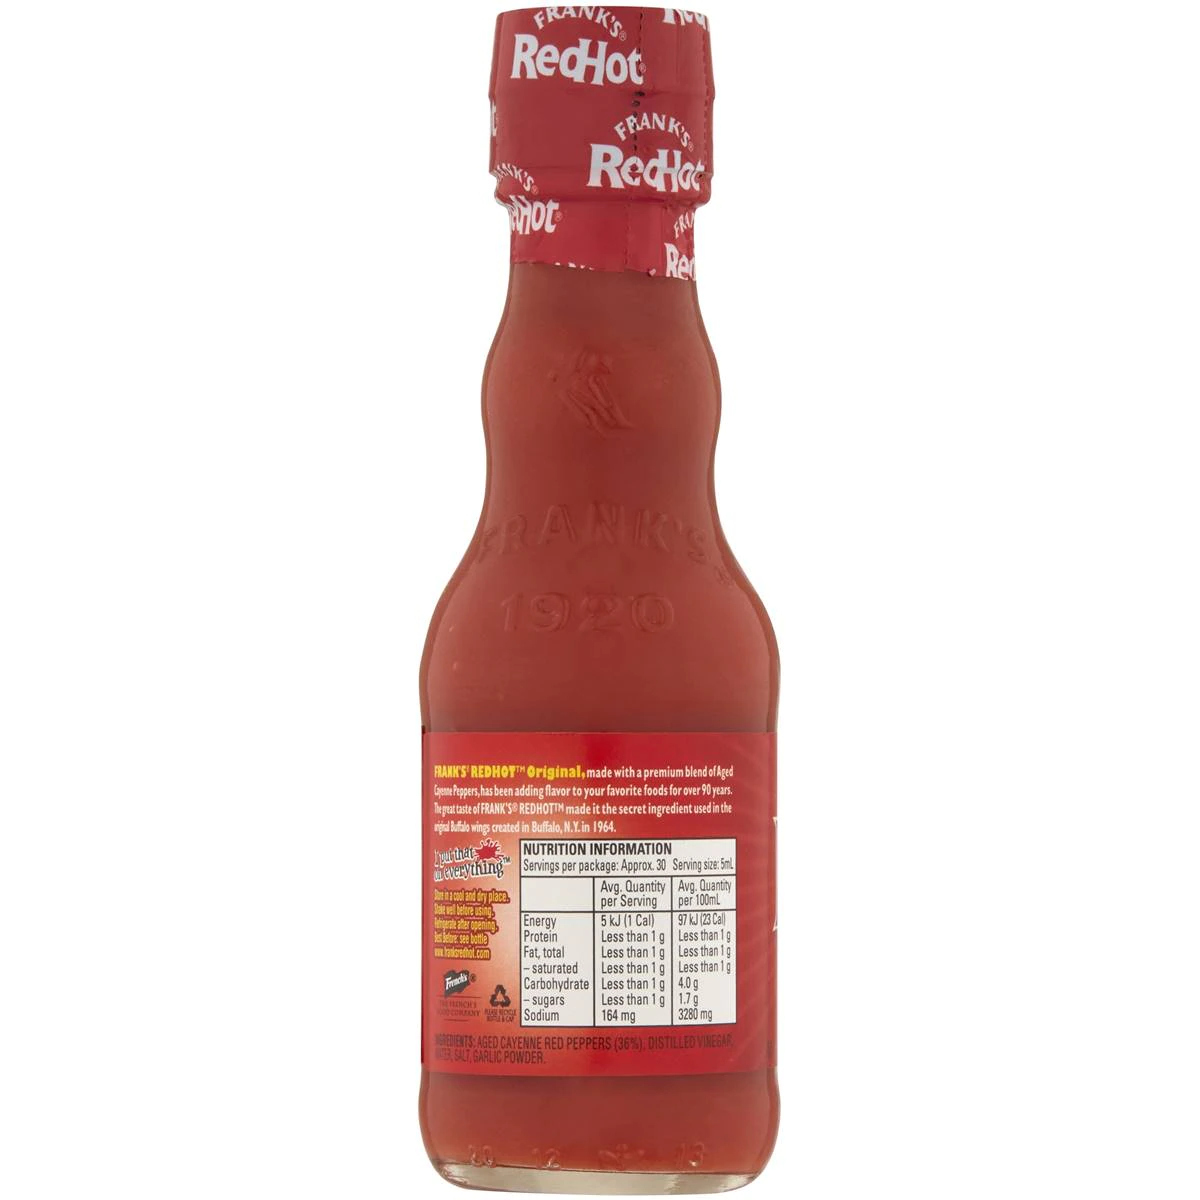 FRANK'S®
RedHot®
FRANK'S®
RedHot
ANK'S®
Hot®
FRA
Red
FRANK'S
1920
FRANK'S® REDHOT™ Original, made with a premium blend of Aged
Cayenne Peppers, has been adding flavor to your favorite foods for over 90 years.
The great taste of FRANK'S® REDHOT™ made it the secret ingredient used in the
original Buffalo wings created in Buffalo, N.Y. in 1964.
I put that
on everything™
Store in a cool and dry place.
Shake well before using.
Refrigerate after opening.
Best Before: see bottle
www.franksredhot.com
French's®
THE FRENCH'S
FOOD COMPANY
PLEASE RECYCLE
BOTTLE & CAP
NUTRITION INFORMATION
Servings per package: Approx. 30 Serving size: 5mL
Avg. Quantity per Serving Avg. Quantity per 100mL
Energy 5 kJ (1 Cal) 97 kJ (23 Cal)
Protein Less than 1 g Less than 1 g
Fat, total Less than 1 g Less than 1 g
– saturated Less than 1 g Less than 1 g
Carbohydrate Less than 1 g 4.0 g
– sugars Less than 1 g 1.7 g
Sodium 164 mg 3280 mg
INGREDIENTS: AGED CAYENNE RED PEPPERS (36%), DISTILLED VINEGAR,
WATER, SALT, GARLIC POWDER.